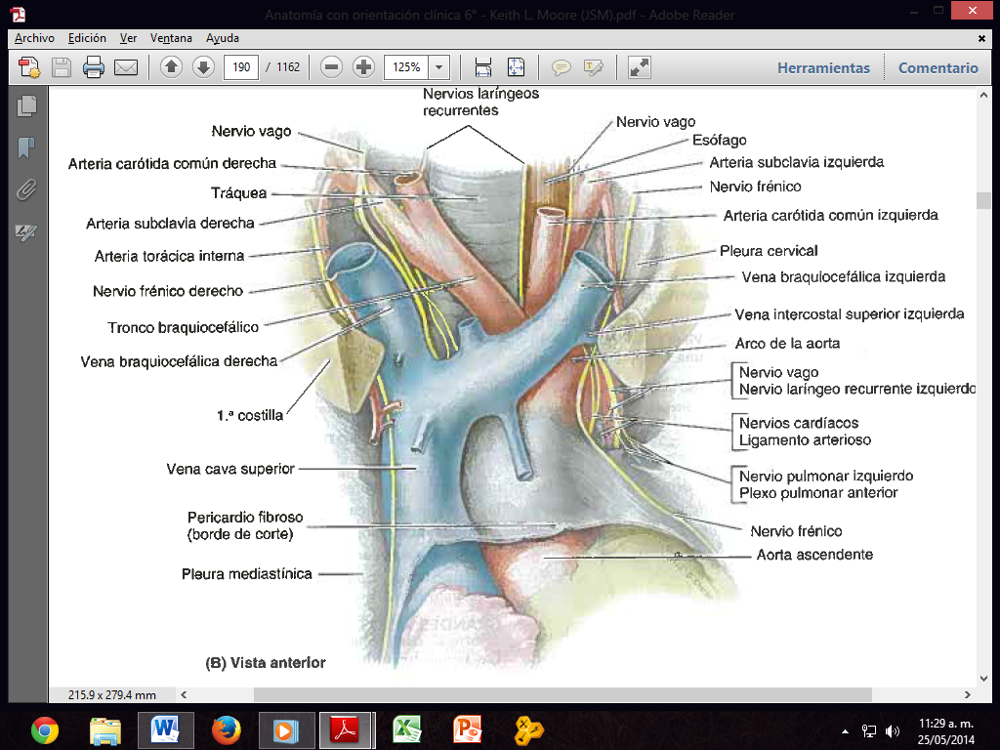 Anatomía con orientación clínica 6° - Keith L. Moore (JSM).pdf - Adobe Reader
Archivo Edición Ver Ventana Ayuda
190 / 1162 125% Herramientas Comentario
Nervios laríngeos
recurrentes
Nervio vago
Arteria carótida común derecha
Tráquea
Arteria subclavia derecha
Arteria torácica interna
Nervio frénico derecho
Tronco braquiocefálico
Vena braquiocefálica derecha
1.ª costilla
Vena cava superior
Pericardio fibroso
(borde de corte)
Pleura mediastínica
Nervio vago
Esófago
Arteria subclavia izquierda
Nervio frénico
Arteria carótida común izquierda
Pleura cervical
Vena braquiocefálica izquierda
Vena intercostal superior izquierda
Arco de la aorta
Nervio vago
Nervio laríngeo recurrente izquierdo
Nervios cardíacos
Ligamento arterioso
Nervio pulmonar izquierdo
Plexo pulmonar anterior
Nervio frénico
Aorta ascendente
(B) Vista anterior
215.9 x 279.4 mm
11:29 a. m.
25/05/2014